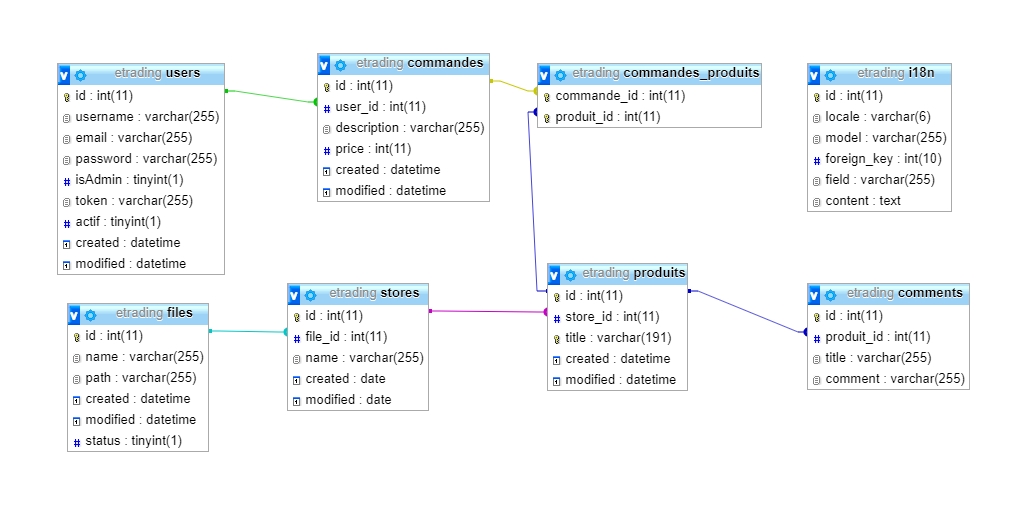 etrading users
id : int(11)
username : varchar(255)
email : varchar(255)
password : varchar(255)
isAdmin : tinyint(1)
token : varchar(255)
actif : tinyint(1)
created : datetime
modified : datetime
etrading commandes
id : int(11)
user_id : int(11)
description : varchar(255)
price : int(11)
created : datetime
modified : datetime
etrading commandes_produits
commande_id : int(11)
produit_id : int(11)
etrading i18n
id : int(11)
locale : varchar(6)
model : varchar(255)
foreign_key : int(10)
field : varchar(255)
content : text
etrading files
id : int(11)
name : varchar(255)
path : varchar(255)
created : datetime
modified : datetime
status : tinyint(1)
etrading stores
id : int(11)
file_id : int(11)
name : varchar(255)
created : date
modified : date
etrading produits
id : int(11)
store_id : int(11)
title : varchar(191)
created : datetime
modified : datetime
etrading comments
id : int(11)
produit_id : int(11)
title : varchar(255)
comment : varchar(255)